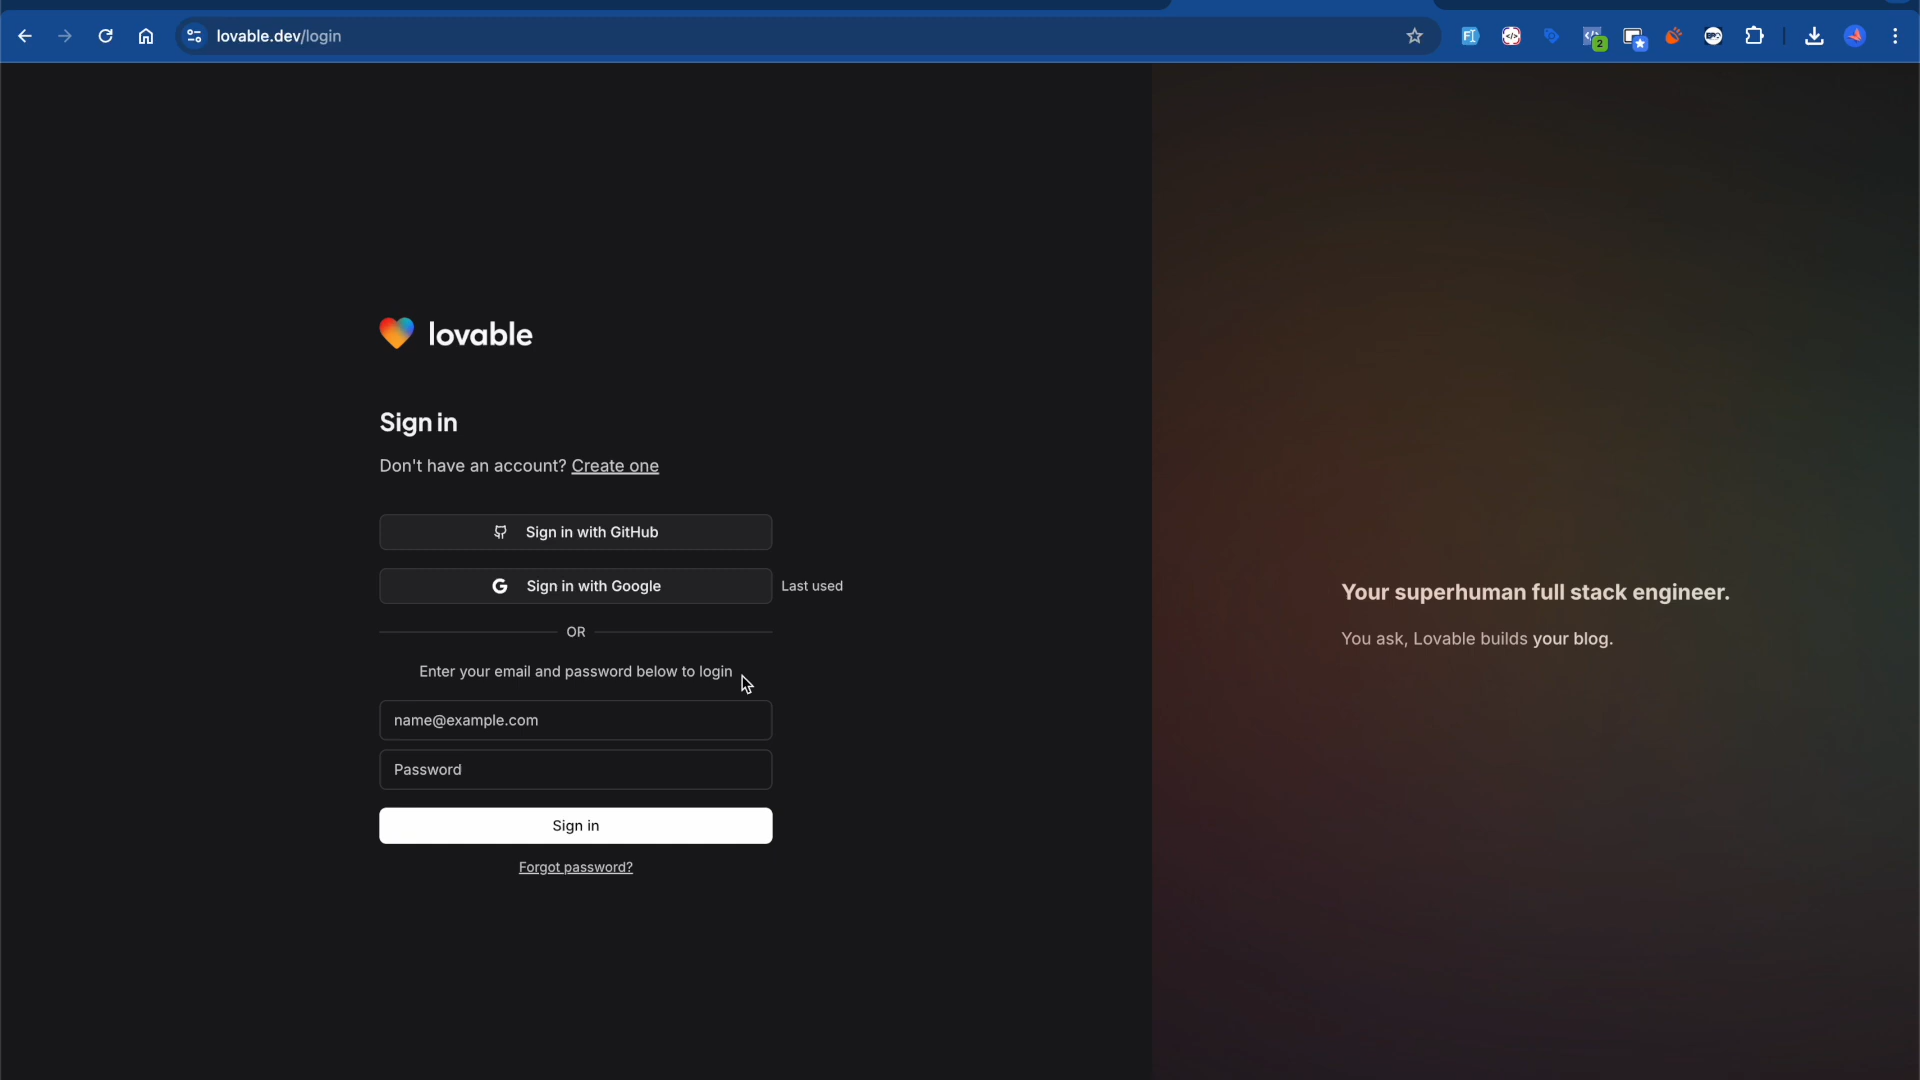 lovable.dev/login
2
lovable
Sign in
Don't have an account? Create one
Sign in with GitHub
Sign in with Google
Last used
OR
Enter your email and password below to login
name@example.com
Password
Sign in
Forgot password?
Your superhuman full stack engineer.
You ask, Lovable builds your blog.